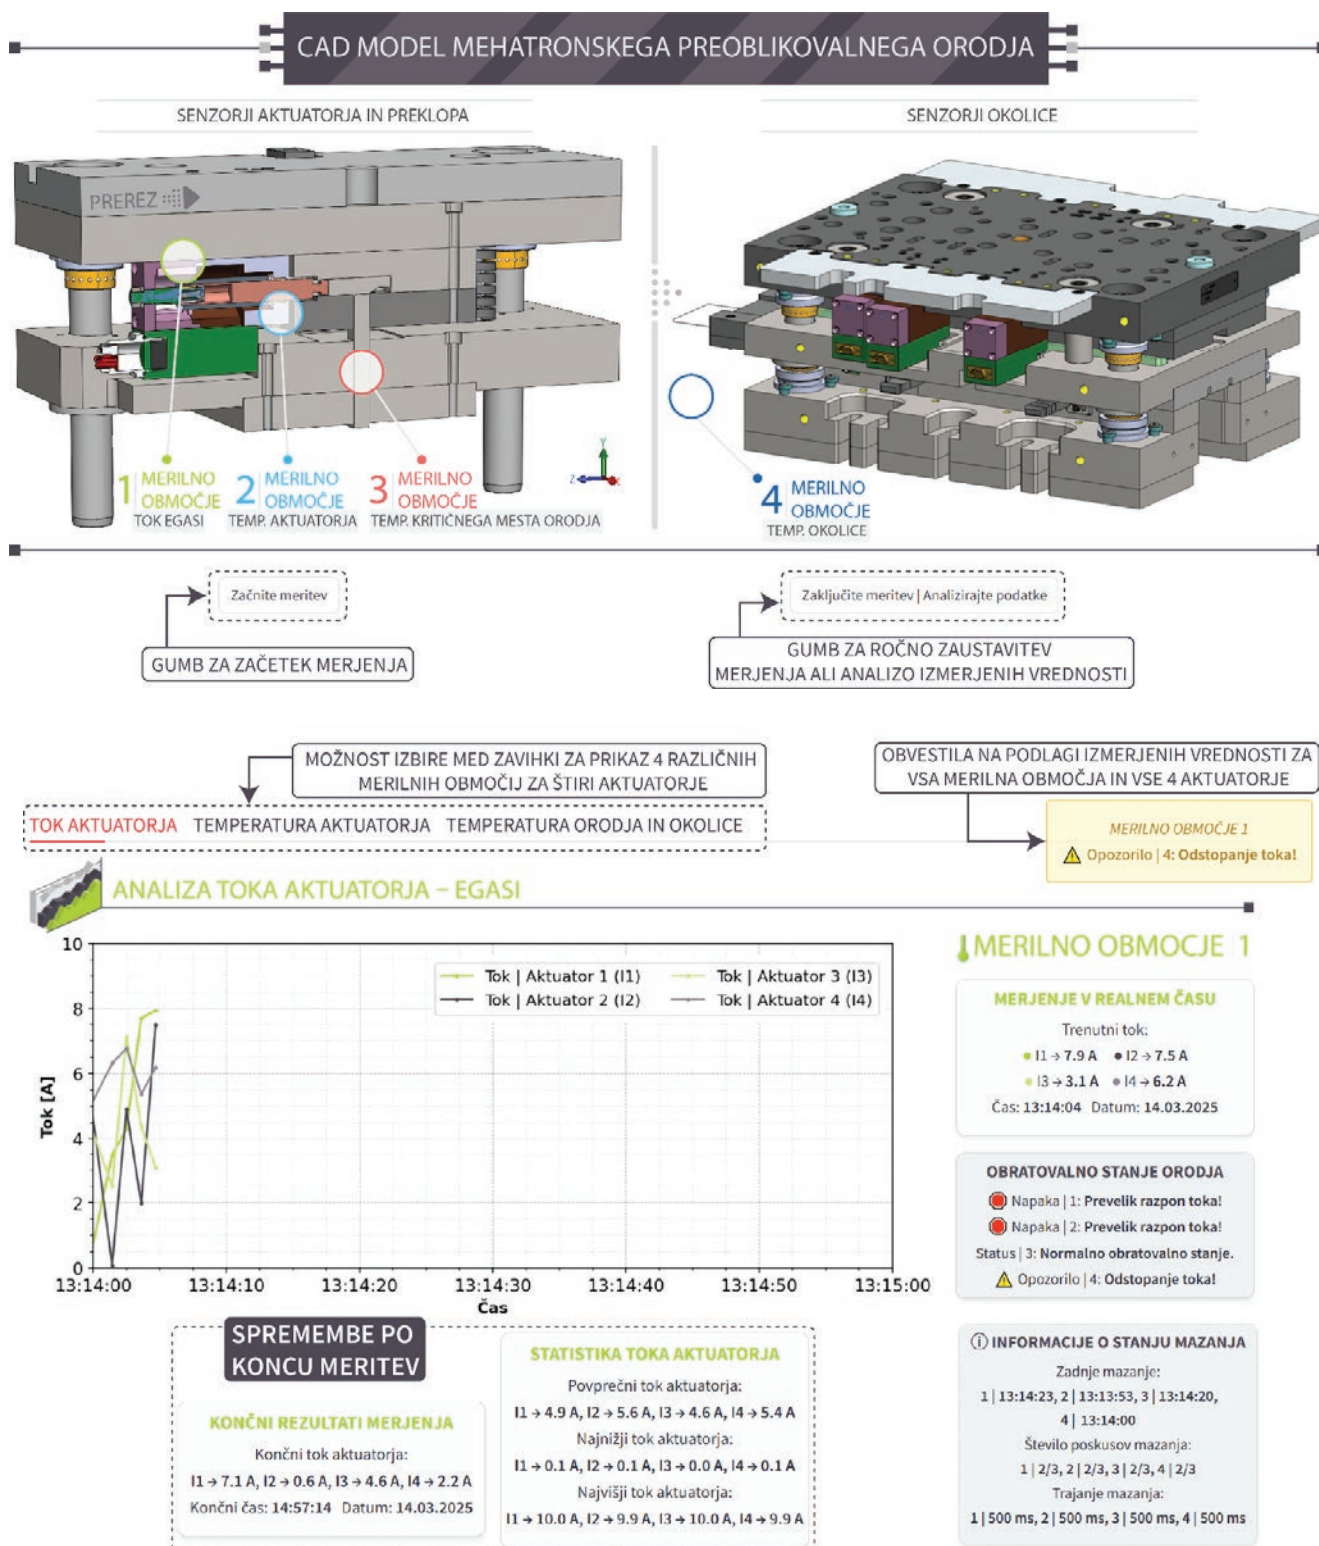 CAD MODEL MEHATRONSKEGA PREOBLIKOVALNEGA ORODJA
SENZORJI AKTUATORJA IN PREKLOPA
SENZORJI OKOLICE
PREREZ
1 MERILNO OBMOČJE
TOK EGASI
2 MERILNO OBMOČJE
TEMP. AKTUATORJA
3 MERILNO OBMOČJE
TEMP. KRITIČNEGA MESTA ORODJA
Y
Z
X
4 MERILNO OBMOČJE
TEMP. OKOLICE
Začnite meritev
Zaključite meritev | Analizirajte podatke
GUMB ZA ZAČETEK MERJENJA
GUMB ZA ROČNO ZAUSTAVITEV
MERJENJA ALI ANALIZO IZMERJENIH VREDNOSTI
MOŽNOST IZBIRE MED ZAVIHKI ZA PRIKAZ 4 RAZLIČNIH
MERILNIH OBMOČIJ ZA ŠTIRI AKTUATORJE
OBVESTILA NA PODLAGI IZMERJENIH VREDNOSTI ZA
VSA MERILNA OBMOČJA IN VSE 4 AKTUATORJE
TOK AKTUATORJA TEMPERATURA AKTUATORJA TEMPERATURA ORODJA IN OKOLICE
MERILNO OBMOČJE 1
Opozorilo | 4: Odstopanje toka!
ANALIZA TOKA AKTUATORJA – EGASI
Tok [A]
10
8
6
4
2
0
Tok | Aktuator 1 (I1)
Tok | Aktuator 2 (I2)
Tok | Aktuator 3 (I3)
Tok | Aktuator 4 (I4)
13:14:00 13:14:10 13:14:20 13:14:30 13:14:40 13:14:50 13:15:00
Čas
MERILNO OBMOCJE 1
MERJENJE V REALNEM ČASU
Trenutni tok:
I1 → 7.9 A I2 → 7.5 A
I3 → 3.1 A I4 → 6.2 A
Čas: 13:14:04 Datum: 14.03.2025
OBRATOVALNO STANJE ORODJA
Napaka | 1: Prevelik razpon toka!
Napaka | 2: Prevelik razpon toka!
Status | 3: Normalno obratovalno stanje.
Opozorilo | 4: Odstopanje toka!
SPREMEMBE PO
KONCU MERITEV
KONČNI REZULTATI MERJENJA
Končni tok aktuatorja:
I1 → 7.1 A, I2 → 0.6 A, I3 → 4.6 A, I4 → 2.2 A
Končni čas: 14:57:14 Datum: 14.03.2025
STATISTIKA TOKA AKTUATORJA
Povprečni tok aktuatorja:
I1 → 4.9 A, I2 → 5.6 A, I3 → 4.6 A, I4 → 5.4 A
Najnižji tok aktuatorja:
I1 → 0.1 A, I2 → 0.1 A, I3 → 0.0 A, I4 → 0.1 A
Najvišji tok aktuatorja:
I1 → 10.0 A, I2 → 9.9 A, I3 → 10.0 A, I4 → 9.9 A
INFORMACIJE O STANJU MAZANJA
Zadnje mazanje:
1 | 13:14:23, 2 | 13:13:53, 3 | 13:14:20,
4 | 13:14:00
Število poskusov mazanja:
1 | 2/3, 2 | 2/3, 3 | 2/3, 4 | 2/3
Trajanje mazanja:
1 | 500 ms, 2 | 500 ms, 3 | 500 ms, 4 | 500 ms